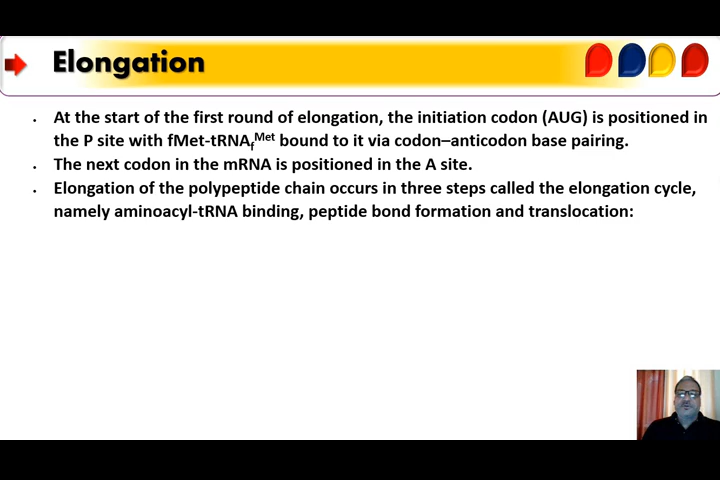 Elongation
• At the start of the first round of elongation, the initiation codon (AUG) is positioned in
the P site with fMet-tRNAfMet bound to it via codon–anticodon base pairing.
• The next codon in the mRNA is positioned in the A site.
• Elongation of the polypeptide chain occurs in three steps called the elongation cycle,
namely aminoacyl-tRNA binding, peptide bond formation and translocation: